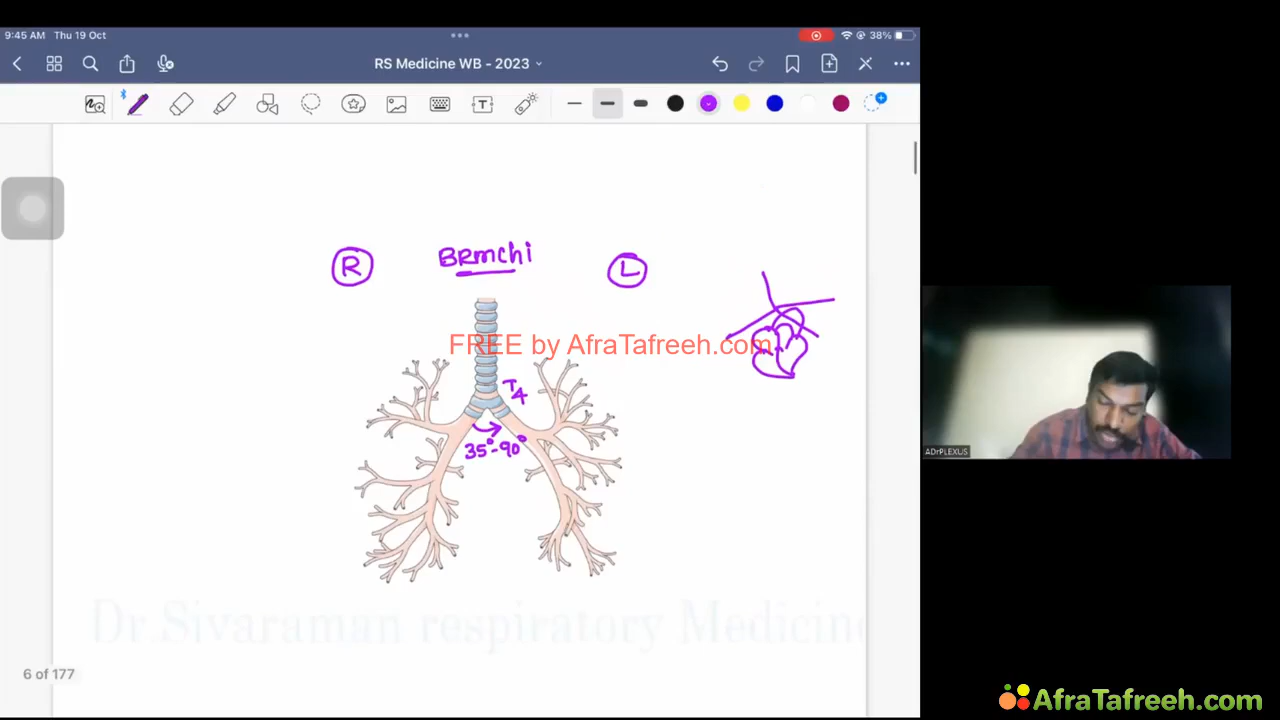 9:45 AM Thu 19 Oct
38%
RS Medicine WB - 2023
T
R
BRmchi
L
FREE by AfraTafreeh.com
T4
35°-90°
ADrPLEXUS
Dr.Sivaraman respiratory Medicine
6 of 177
AfraTafreeh.com